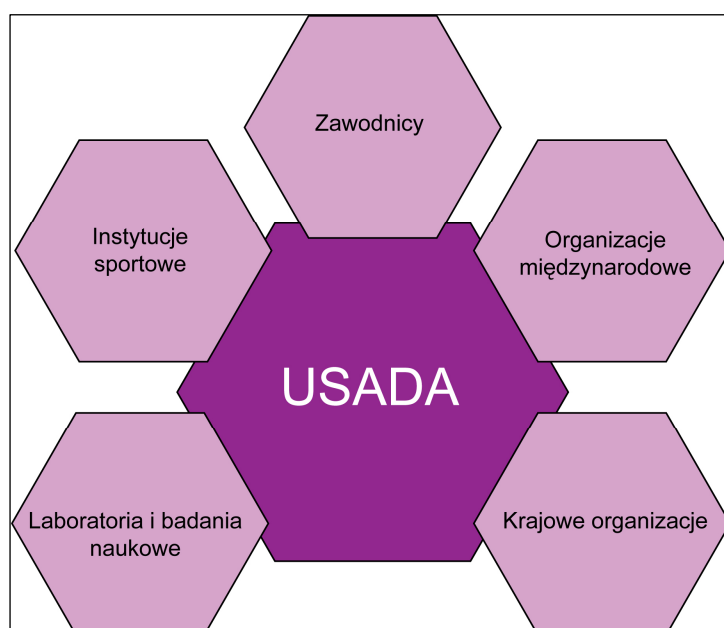 Zawodnicy
Instytucje
sportowe
Organizacje
międzynarodowe
USADA
Laboratoria i badania
naukowe
Krajowe organizacje